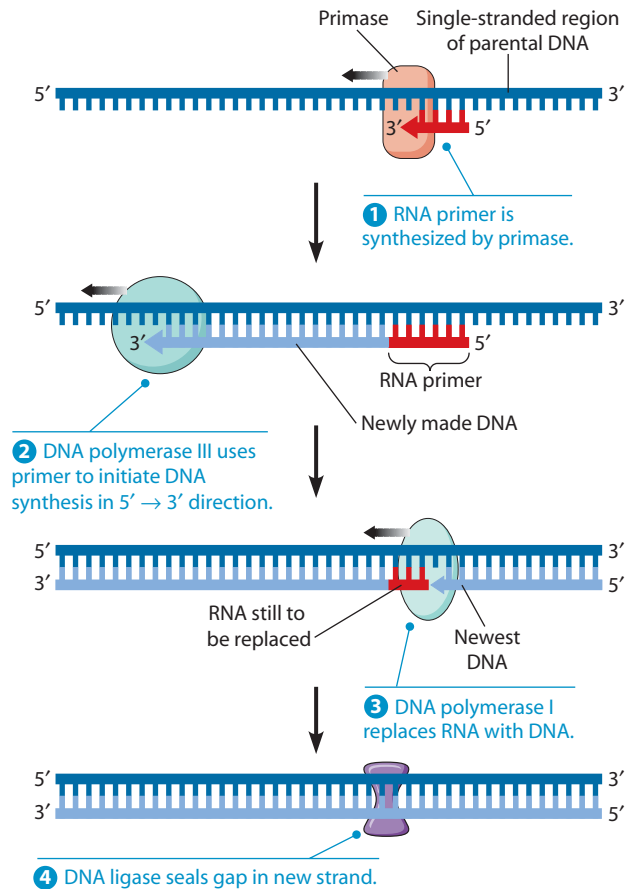 Primase
Single-stranded region
of parental DNA
5′
3′
3′
5′
1 RNA primer is
synthesized by primase.
5′
3′
3′
5′
RNA primer
Newly made DNA
2 DNA polymerase III uses
primer to initiate DNA
synthesis in 5′ → 3′ direction.
5′
3′
3′
5′
RNA still to
be replaced
Newest
DNA
3 DNA polymerase I
replaces RNA with DNA.
5′
3′
3′
5′
4 DNA ligase seals gap in new strand.